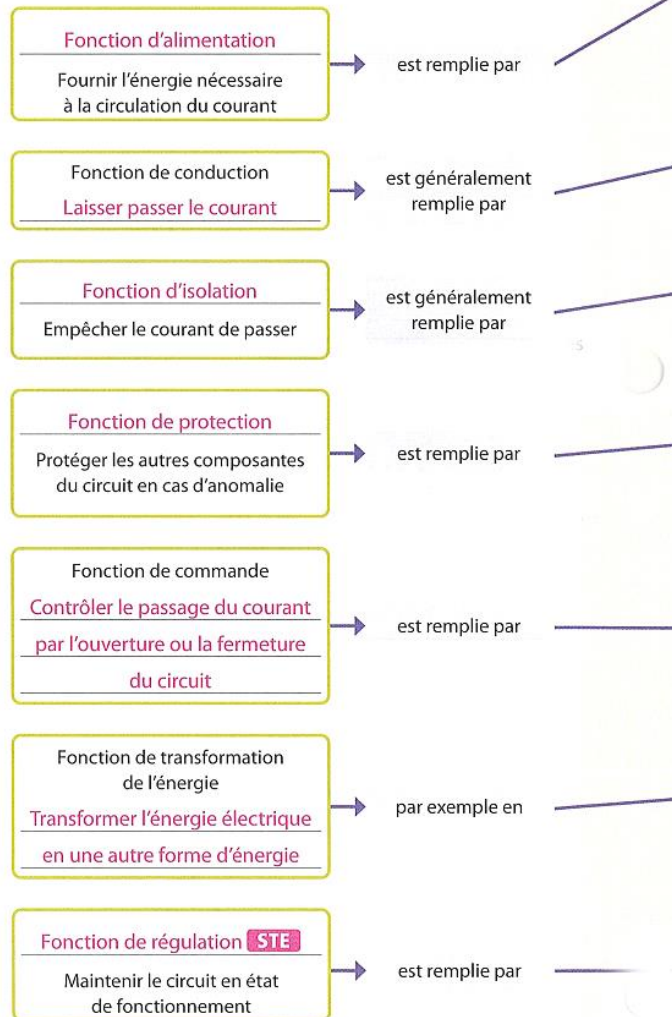 Fonction d'alimentation
Fournir l'énergie nécessaire
à la circulation du courant
est remplie par
Fonction de conduction
Laisser passer le courant
est généralement
remplie par
Fonction d'isolation
Empêcher le courant de passer
est généralement
remplie par
Fonction de protection
Protéger les autres composantes
du circuit en cas d'anomalie
est remplie par
Fonction de commande
Contrôler le passage du courant
par l'ouverture ou la fermeture
du circuit
est remplie par
Fonction de transformation
de l'énergie
Transformer l'énergie électrique
en une autre forme d'énergie
par exemple en
Fonction de régulation STE
Maintenir le circuit en état
de fonctionnement
est remplie par